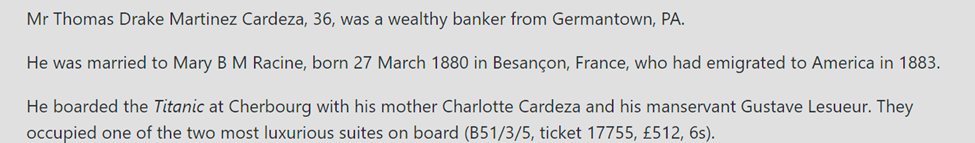 Mr Thomas Drake Martinez Cardeza, 36, was a wealthy banker from Germantown, PA.
He was married to Mary B M Racine, born 27 March 1880 in Besançon, France, who had emigrated to America in 1883.
He boarded the Titanic at Cherbourg with his mother Charlotte Cardeza and his manservant Gustave Lesueur. They
occupied one of the two most luxurious suites on board (B51/3/5, ticket 17755, £512, 6s).